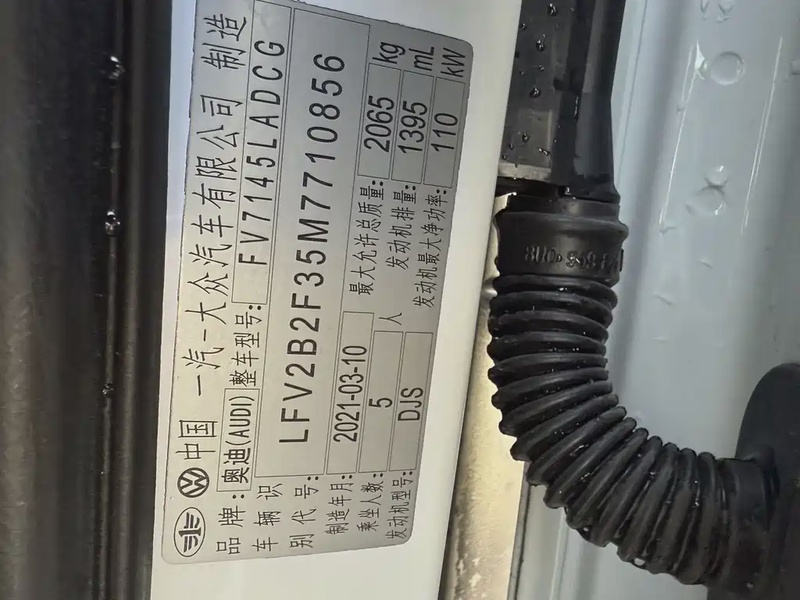 中国 一汽-大众汽车有限公司 制造
品牌:奥迪(AUDI) 整车型号: FV7145LADCG
车辆识别代号: LFV2B2F35M7710856
制造年月: 2021-03-10 最大允许总质量: 2065 kg
乘坐人数: 5 人 发动机排量: 1395 mL
发动机型号: DJS 发动机最大净功率: 110 kW